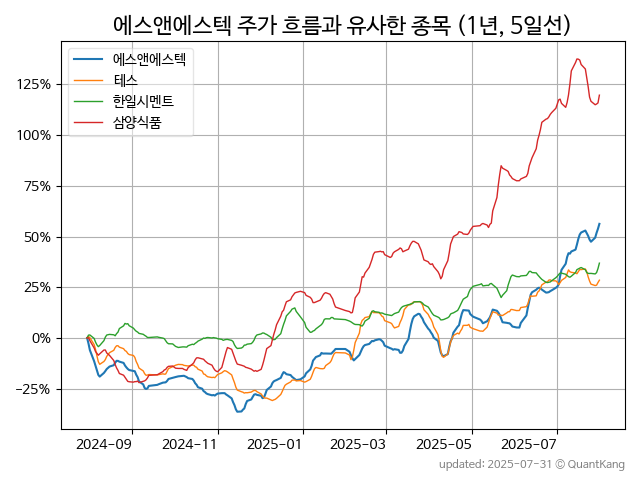 에스앤에스텍 주가 흐름과 유사한 종목 (1년, 5일선)
에스앤에스텍
테스
한일시멘트
삼양식품
125%
100%
75%
50%
25%
0%
−25%
2024-09 2024-11 2025-01 2025-03 2025-05 2025-07
updated: 2025-07-31 © QuantKang